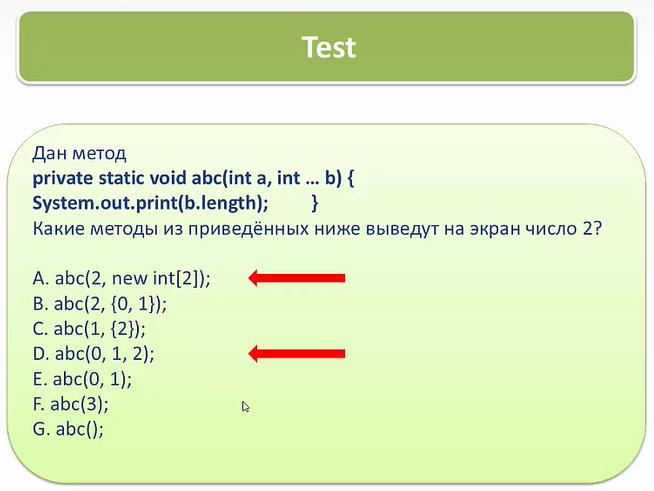 Test
Дан метод
private static void abc(int a, int … b) {
System.out.print(b.length); }
Какие методы из приведённых ниже выведут на экран число 2?
A. abc(2, new int[2]);
B. abc(2, {0, 1});
C. abc(1, {2});
D. abc(0, 1, 2);
E. abc(0, 1);
F. abc(3);
G. abc();